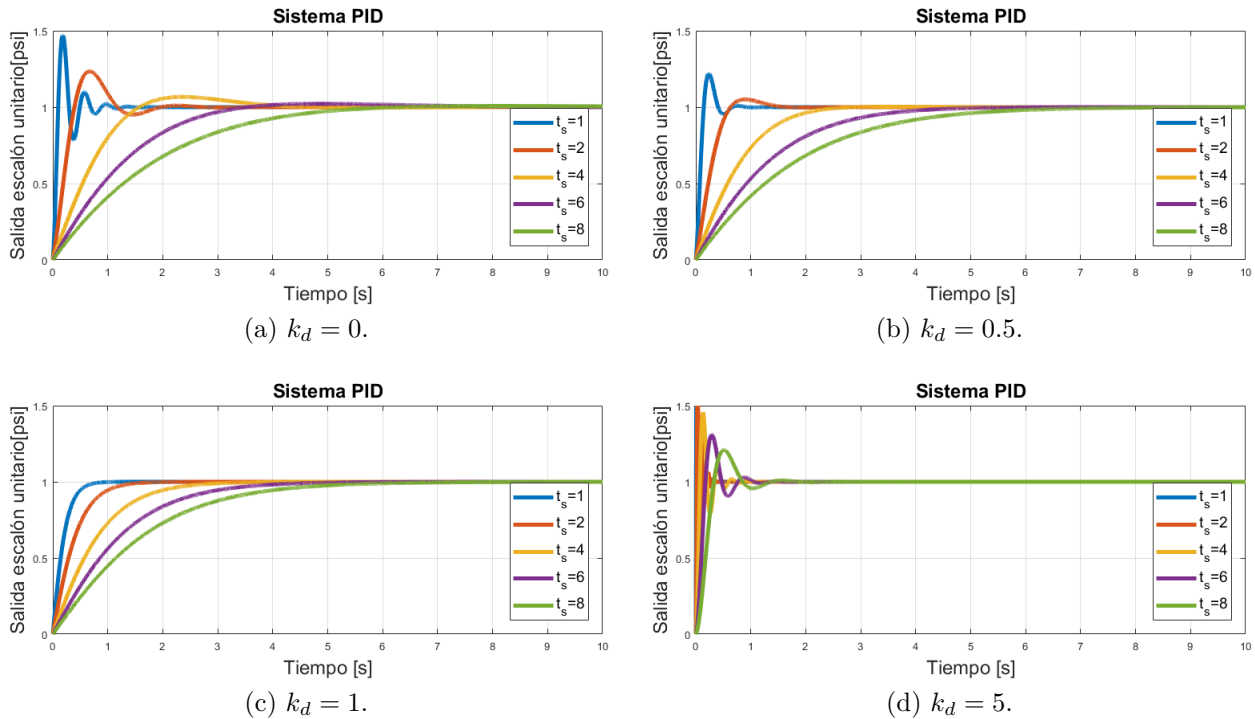 Sistema PID
Salida escalón unitario[psi]
1.5
1
0.5
0
t_s=1
t_s=2
t_s=4
t_s=6
t_s=8
0 1 2 3 4 5 6 7 8 9 10
Tiempo [s]
(a) k_d = 0.
Sistema PID
Salida escalón unitario[psi]
1.5
1
0.5
0
t_s=1
t_s=2
t_s=4
t_s=6
t_s=8
0 1 2 3 4 5 6 7 8 9 10
Tiempo [s]
(b) k_d = 0.5.
Sistema PID
Salida escalón unitario[psi]
1.5
1
0.5
0
t_s=1
t_s=2
t_s=4
t_s=6
t_s=8
0 1 2 3 4 5 6 7 8 9 10
Tiempo [s]
(c) k_d = 1.
Sistema PID
Salida escalón unitario[psi]
1.5
1
0.5
0
t_s=1
t_s=2
t_s=4
t_s=6
t_s=8
0 1 2 3 4 5 6 7 8 9 10
Tiempo [s]
(d) k_d = 5.